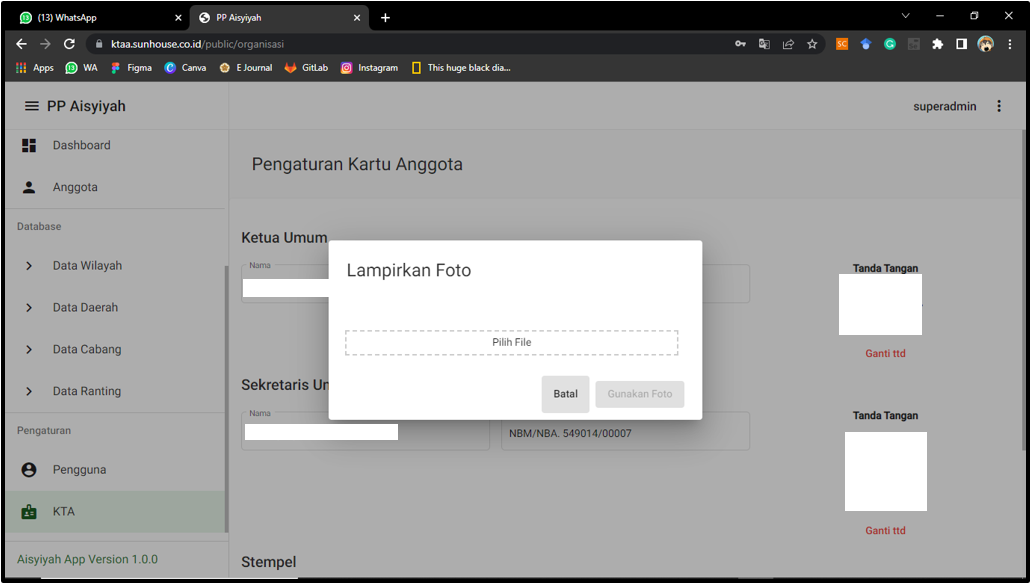 (13) WhatsApp
PP Aisyiyah
ktaa.sunhouse.co.id/public/organisasi
SC
Apps
WA
Figma
Canva
E Journal
GitLab
Instagram
This huge black dia...
PP Aisyiyah
superadmin
Dashboard
Anggota
Database
Data Wilayah
Data Daerah
Data Cabang
Data Ranting
Pengaturan
Pengguna
KTA
Aisyiyah App Version 1.0.0
Pengaturan Kartu Anggota
Ketua Umum
Nama
Tanda Tangan
Ganti ttd
Lampirkan Foto
Pilih File
Batal
Gunakan Foto
Sekretaris Un
Nama
NBM/NBA. 549014/00007
Tanda Tangan
Ganti ttd
Stempel